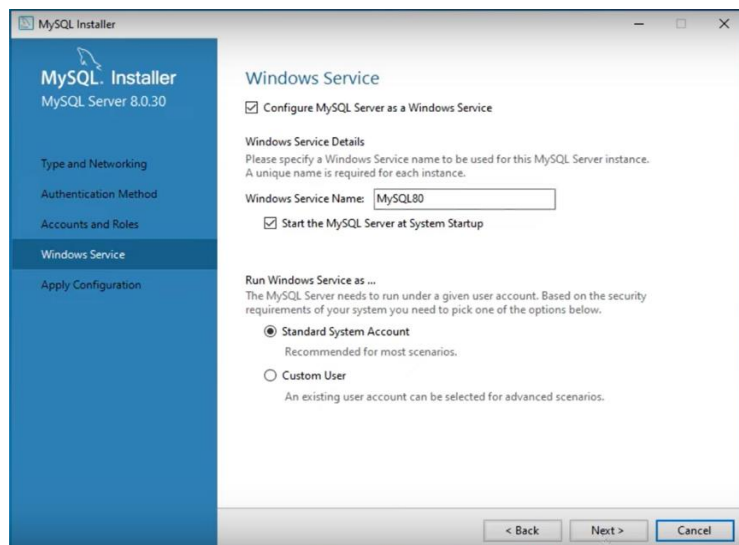 MySQL Installer
MySQL. Installer
MySQL Server 8.0.30
Type and Networking
Authentication Method
Accounts and Roles
Windows Service
Apply Configuration
Windows Service
Configure MySQL Server as a Windows Service
Windows Service Details
Please specify a Windows Service name to be used for this MySQL Server instance.
A unique name is required for each instance.
Windows Service Name: MySQL80
Start the MySQL Server at System Startup
Run Windows Service as ...
The MySQL Server needs to run under a given user account. Based on the security
requirements of your system you need to pick one of the options below.
Standard System Account
Recommended for most scenarios.
Custom User
An existing user account can be selected for advanced scenarios.
< Back Next > Cancel